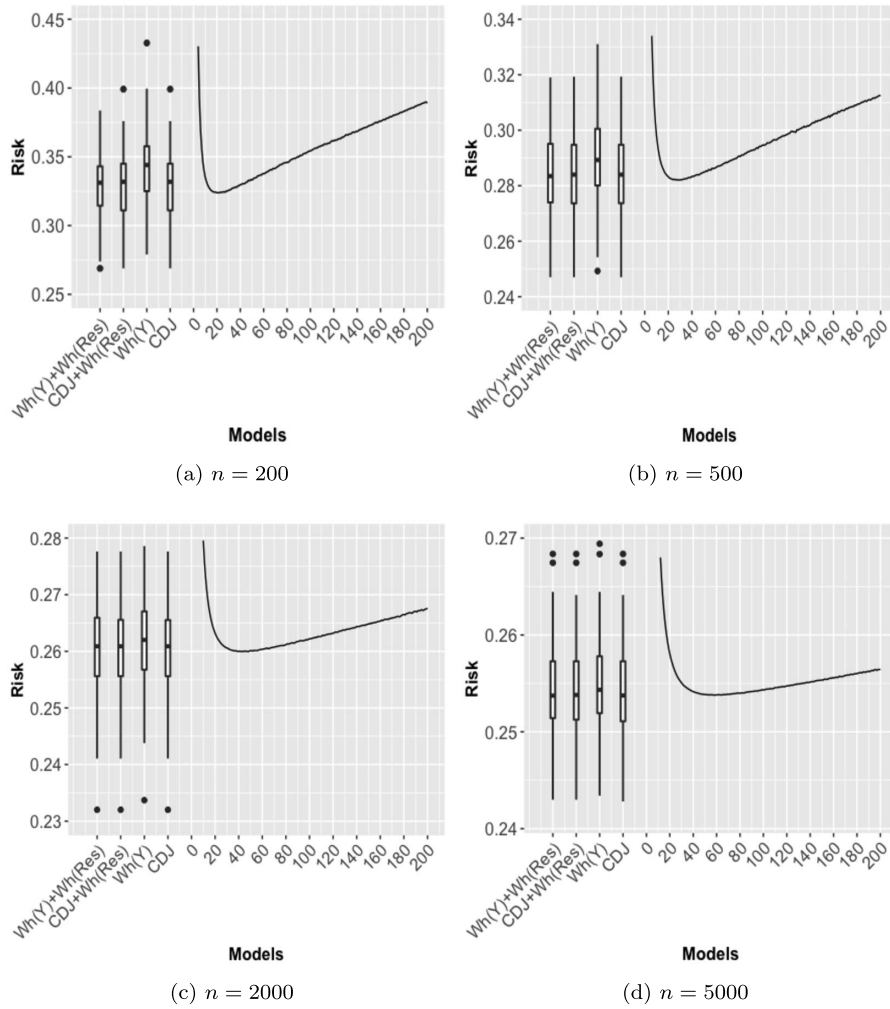 0.45
0.40
0.35
0.30
0.25
Risk
Wh(Y)+Wh(Res)
CDJ+Wh(Res)
Wh(Y)
CDJ
0
20
40
60
80
100
120
140
160
180
200
Models
(a) n = 200
0.34
0.32
0.30
0.28
0.26
0.24
Risk
Wh(Y)+Wh(Res)
CDJ+Wh(Res)
Wh(Y)
CDJ
0
20
40
60
80
100
120
140
160
180
200
Models
(b) n = 500
0.28
0.27
0.26
0.25
0.24
0.23
Risk
Wh(Y)+Wh(Res)
CDJ+Wh(Res)
Wh(Y)
CDJ
0
20
40
60
80
100
120
140
160
180
200
Models
(c) n = 2000
0.27
0.26
0.25
0.24
Risk
Wh(Y)+Wh(Res)
CDJ+Wh(Res)
Wh(Y)
CDJ
0
20
40
60
80
100
120
140
160
180
200
Models
(d) n = 5000